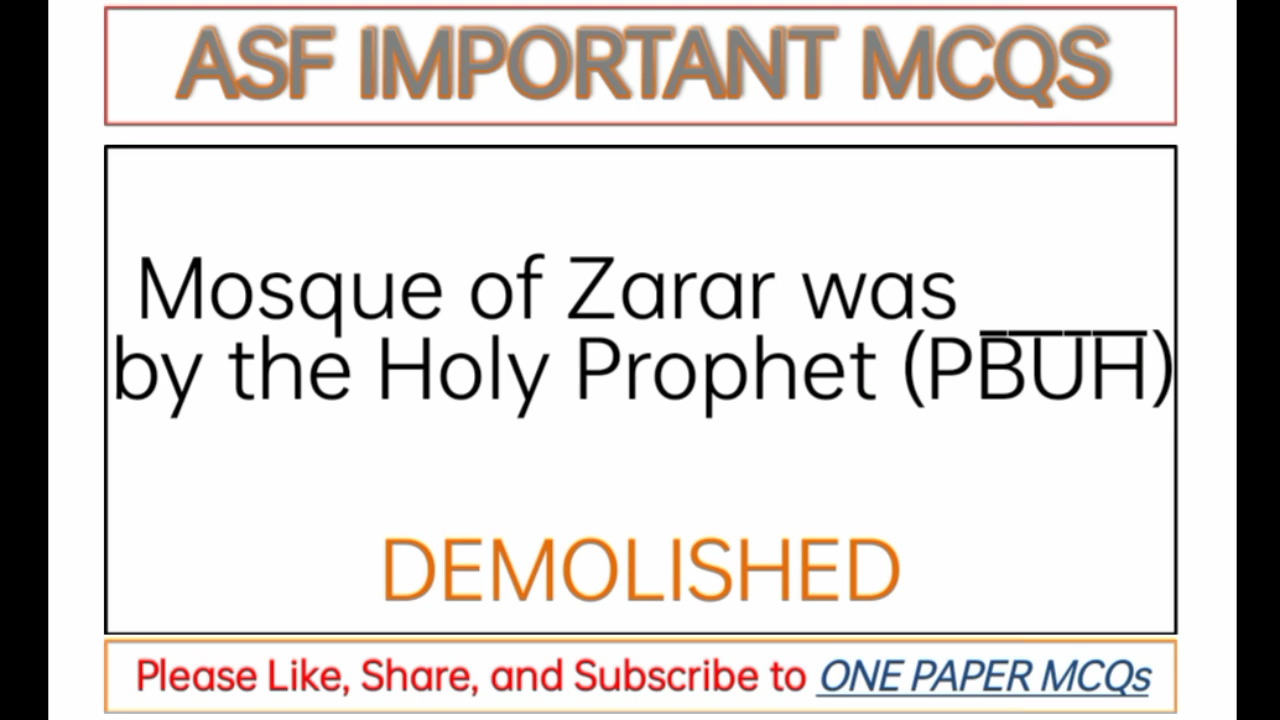 ASF IMPORTANT MCQS
Mosque of Zarar was ____
by the Holy Prophet (PBUH)
DEMOLISHED
Please Like, Share, and Subscribe to ONE PAPER MCQs